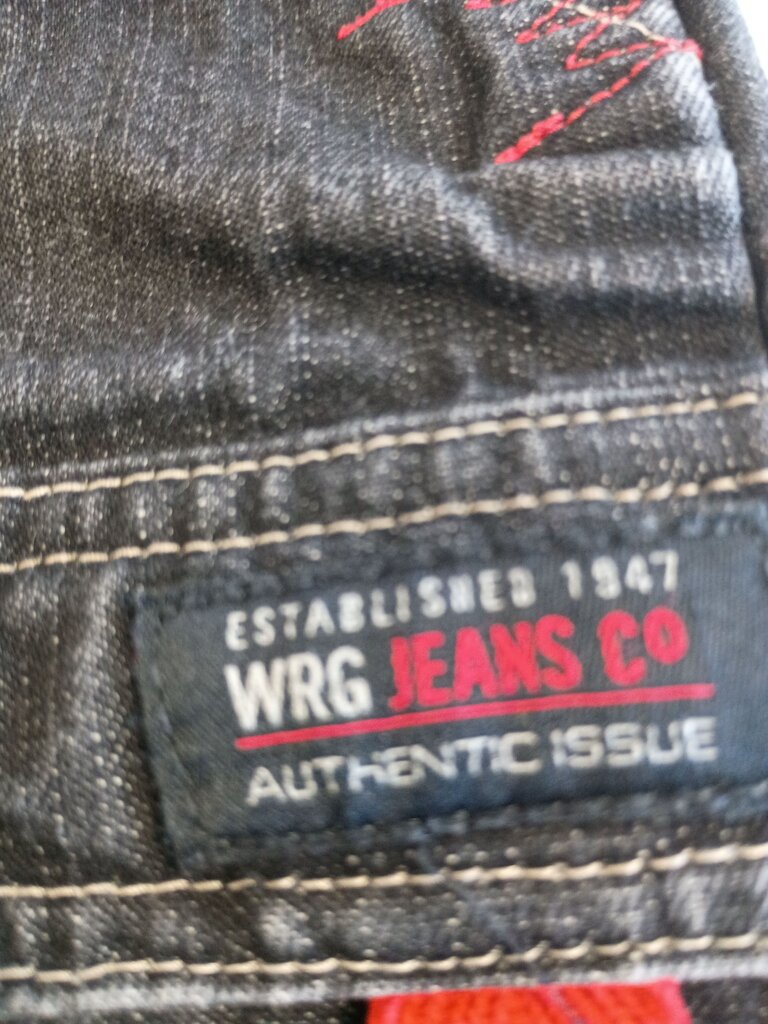 ESTABLISHED 1947
WRG JEANS CO
AUTHENTIC ISSUE